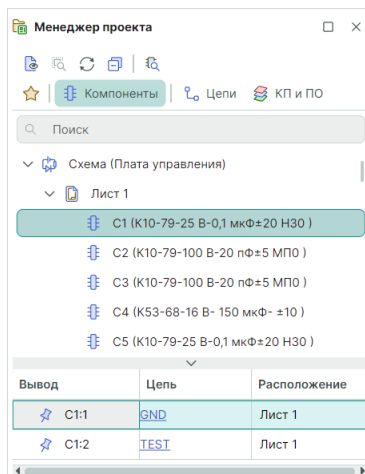 Менеджер проекта
Компоненты Цепи КП и ПО
Поиск
Схема (Плата управления)
Лист 1
C1 (К10-79-25 В-0,1 мкФ±20 Н30 )
C2 (К10-79-100 В-20 пФ±5 МП0 )
C3 (К10-79-100 В-20 пФ±5 МП0 )
C4 (К53-68-16 В- 150 мкФ- ±10 )
C5 (К10-79-25 В-0,1 мкФ±20 Н30 )
Вывод Цепь Расположение
C1:1 GND Лист 1
C1:2 TEST Лист 1